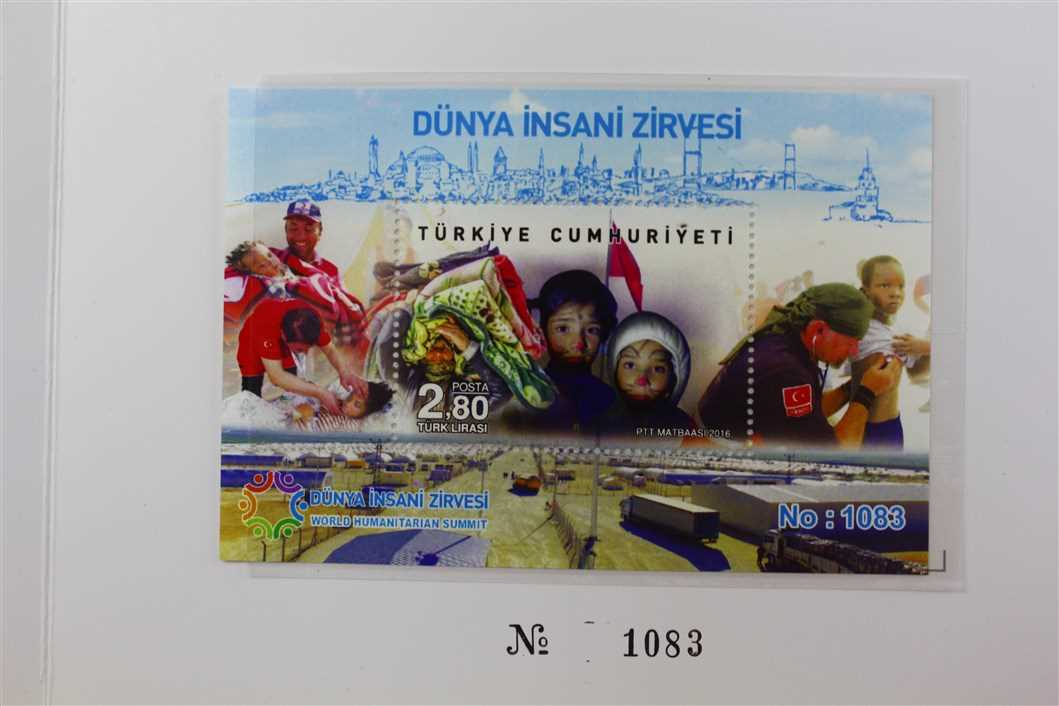 DÜNYA İNSANİ ZİRVESİ
TÜRKİYE CUMHURİYETİ
POSTA
2,80
TÜRK LİRASI
PTT MATBAASI 2016
DÜNYA İNSANİ ZİRVESİ
WORLD HUMANITARIAN SUMMIT
No : 1083
№ 1083